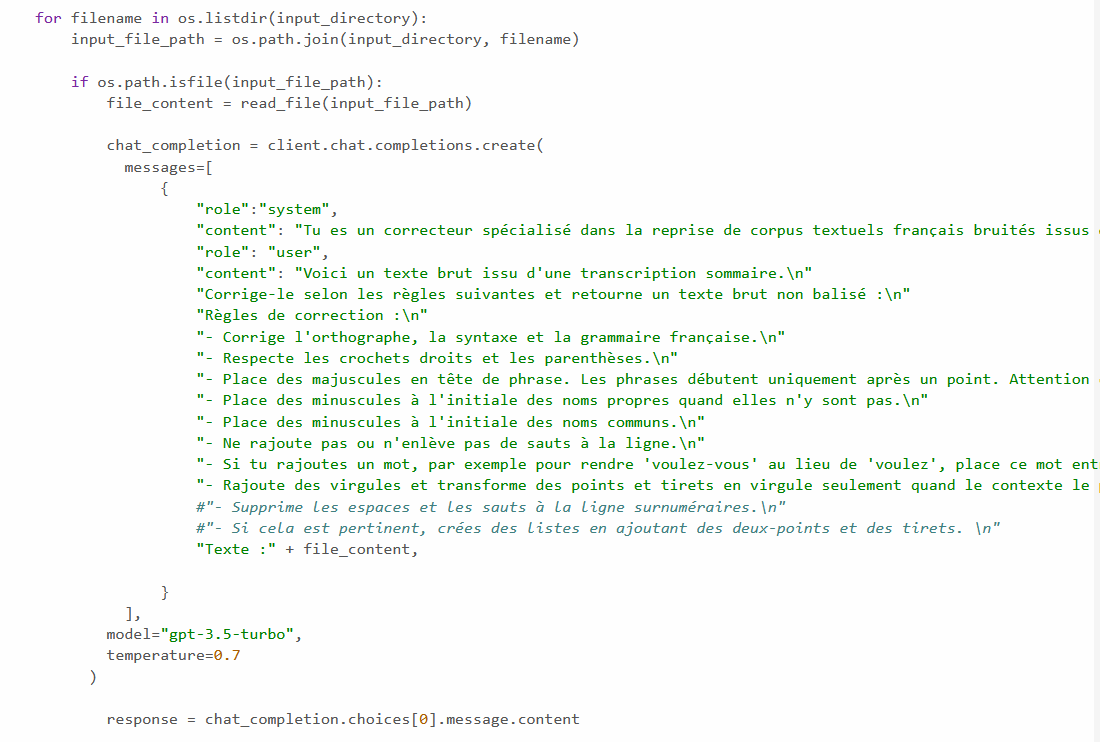 for filename in os.listdir(input_directory):
input_file_path = os.path.join(input_directory, filename)
if os.path.isfile(input_file_path):
file_content = read_file(input_file_path)
chat_completion = client.chat.completions.create(
messages=[
{
"role":"system",
"content": "Tu es un correcteur spécialisé dans la reprise de corpus textuels français bruités issus
"role": "user",
"content": "Voici un texte brut issu d'une transcription sommaire.\n"
"Corrige-le selon les règles suivantes et retourne un texte brut non balisé :\n"
"Règles de correction :\n"
"- Corrige l'orthographe, la syntaxe et la grammaire française.\n"
"- Respecte les crochets droits et les parenthèses.\n"
"- Place des majuscules en tête de phrase. Les phrases débutent uniquement après un point. Attention
"- Place des minuscules à l'initiale des noms propres quand elles n'y sont pas.\n"
"- Place des minuscules à l'initiale des noms communs.\n"
"- Ne rajoute pas ou n'enlève pas de sauts à la ligne.\n"
"- Si tu rajoutes un mot, par exemple pour rendre 'voulez-vous' au lieu de 'voulez', place ce mot ent
"- Rajoute des virgules et transforme des points et tirets en virgule seulement quand le contexte le
#"- Supprime les espaces et les sauts à la ligne surnuméraires.\n"
#"- Si cela est pertinent, crées des listes en ajoutant des deux-points et des tirets. \n"
"Texte :" + file_content,
}
],
model="gpt-3.5-turbo",
temperature=0.7
)
response = chat_completion.choices[0].message.content